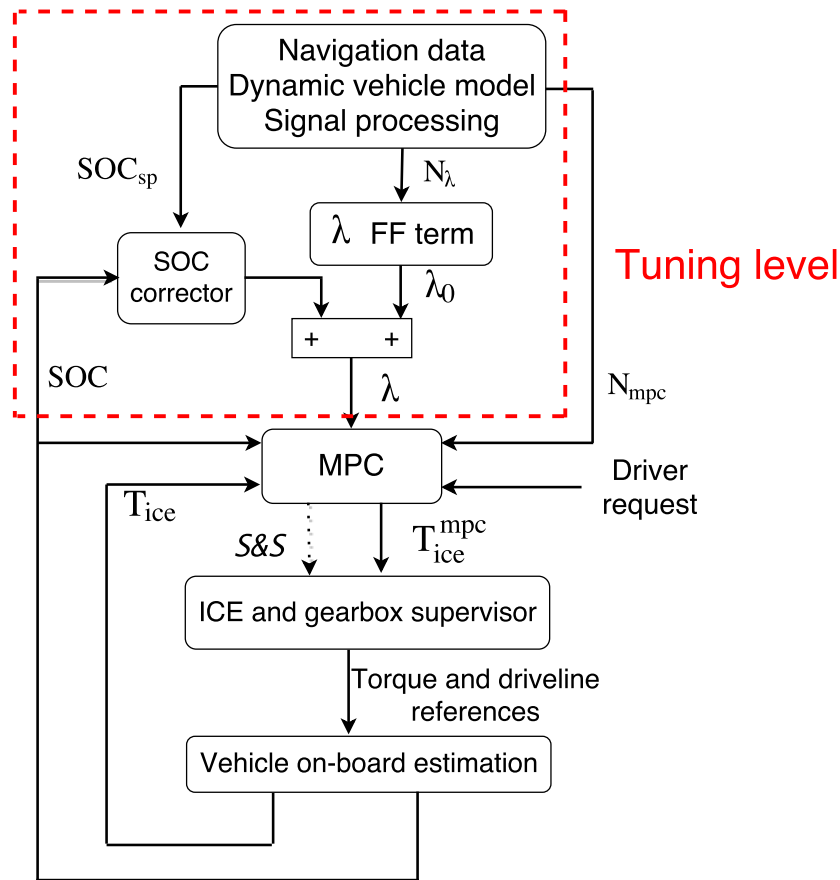 Navigation data
Dynamic vehicle model
Signal processing
SOCsp
Nλ
λ FF term
SOC
corrector
λ0
Tuning level
+ +
SOC
λ
Nmpc
MPC
Driver
request
Tice
S&S
Tice mpc
ICE and gearbox supervisor
Torque and driveline
references
Vehicle on-board estimation